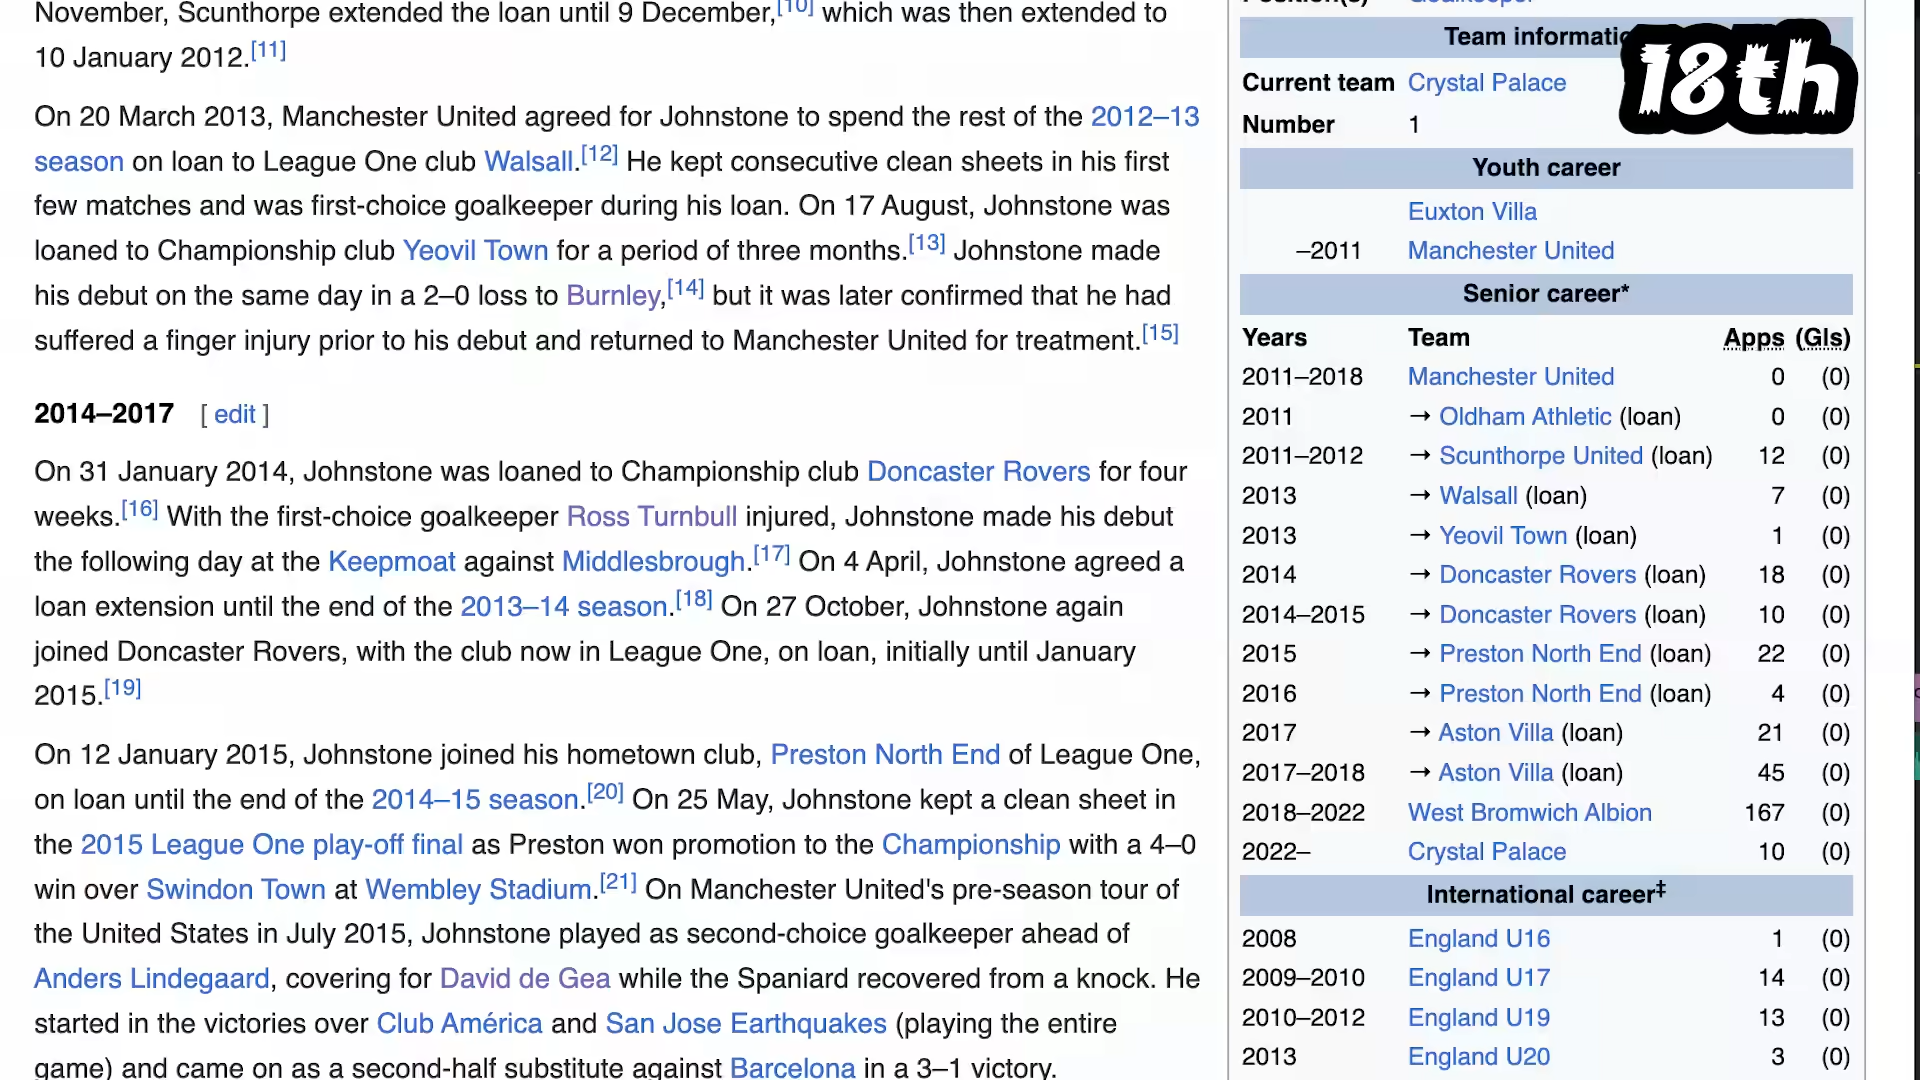 November, Scunthorpe extended the loan until 9 December,[10] which was then extended to
10 January 2012.[11]
On 20 March 2013, Manchester United agreed for Johnstone to spend the rest of the 2012–13
season on loan to League One club Walsall.[12] He kept consecutive clean sheets in his first
few matches and was first-choice goalkeeper during his loan. On 17 August, Johnstone was
loaned to Championship club Yeovil Town for a period of three months.[13] Johnstone made
his debut on the same day in a 2–0 loss to Burnley,[14] but it was later confirmed that he had
suffered a finger injury prior to his debut and returned to Manchester United for treatment.[15]
2014–2017 [ edit ]
On 31 January 2014, Johnstone was loaned to Championship club Doncaster Rovers for four
weeks.[16] With the first-choice goalkeeper Ross Turnbull injured, Johnstone made his debut
the following day at the Keepmoat against Middlesbrough.[17] On 4 April, Johnstone agreed a
loan extension until the end of the 2013–14 season.[18] On 27 October, Johnstone again
joined Doncaster Rovers, with the club now in League One, on loan, initially until January
2015.[19]
On 12 January 2015, Johnstone joined his hometown club, Preston North End of League One,
on loan until the end of the 2014–15 season.[20] On 25 May, Johnstone kept a clean sheet in
the 2015 League One play-off final as Preston won promotion to the Championship with a 4–0
win over Swindon Town at Wembley Stadium.[21] On Manchester United's pre-season tour of
the United States in July 2015, Johnstone played as second-choice goalkeeper ahead of
Anders Lindegaard, covering for David de Gea while the Spaniard recovered from a knock. He
started in the victories over Club América and San Jose Earthquakes (playing the entire
game) and came on as a second-half substitute against Barcelona in a 3–1 victory.
Position(s) Goalkeeper
Team informatio
18th
Current team Crystal Palace
Number 1
Youth career
Euxton Villa
–2011 Manchester United
Senior career*
Years Team Apps (Gls)
2011–2018 Manchester United 0 (0)
2011 → Oldham Athletic (loan) 0 (0)
2011–2012 → Scunthorpe United (loan) 12 (0)
2013 → Walsall (loan) 7 (0)
2013 → Yeovil Town (loan) 1 (0)
2014 → Doncaster Rovers (loan) 18 (0)
2014–2015 → Doncaster Rovers (loan) 10 (0)
2015 → Preston North End (loan) 22 (0)
2016 → Preston North End (loan) 4 (0)
2017 → Aston Villa (loan) 21 (0)
2017–2018 → Aston Villa (loan) 45 (0)
2018–2022 West Bromwich Albion 167 (0)
2022– Crystal Palace 10 (0)
International career‡
2008 England U16 1 (0)
2009–2010 England U17 14 (0)
2010–2012 England U19 13 (0)
2013 England U20 3 (0)